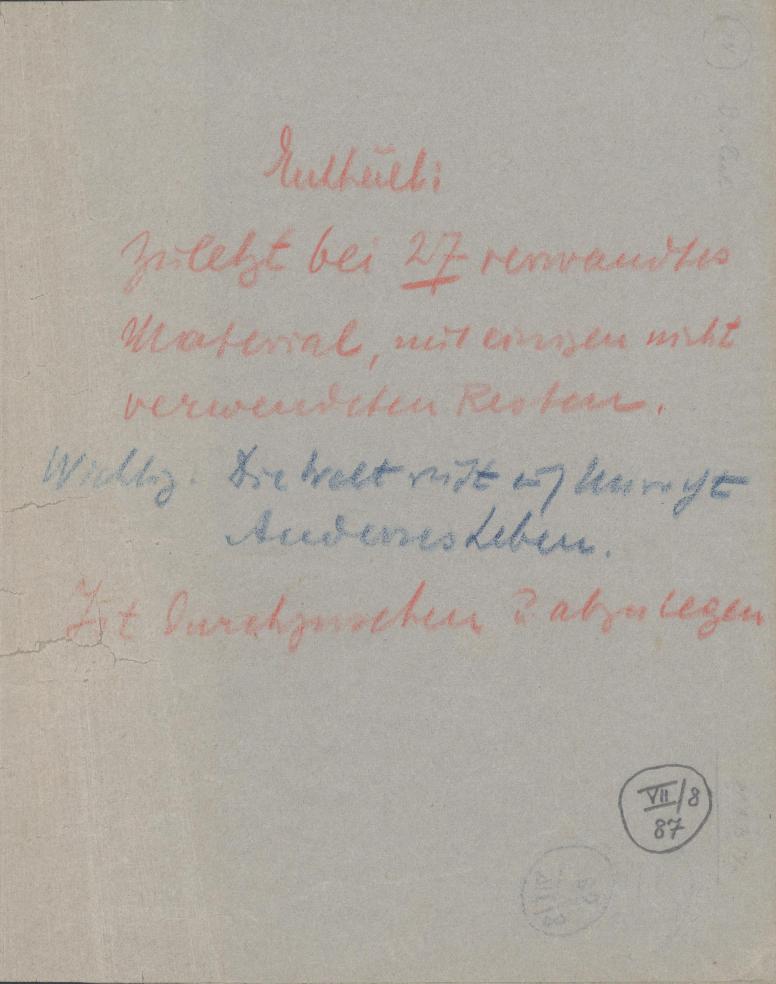 Enthält:
Zuletzt bei 27 verwandtes
Material, mit einigen nicht
verwendeten Resten.
Wichtig: Die Welt ruht auf Unrecht
Anderes Leben.
Ist durchzusehen & abzulegen
VII/8
87